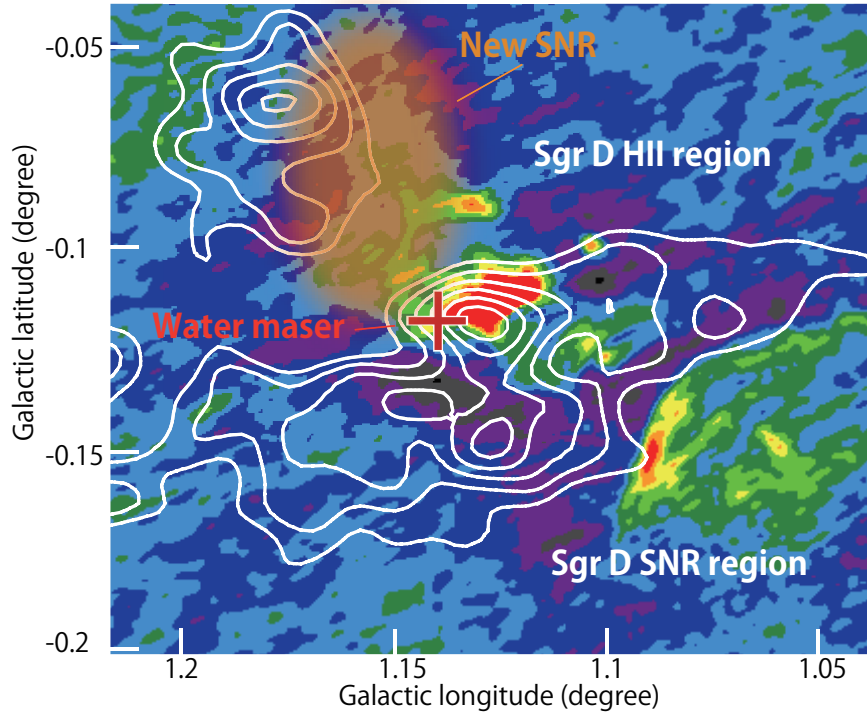 -0.05
New SNR
Sgr D HII region
-0.1
Water maser
Galactic latitude (degree)
-0.15
Sgr D SNR region
-0.2
1.2
1.15
1.1
1.05
Galactic longitude (degree)